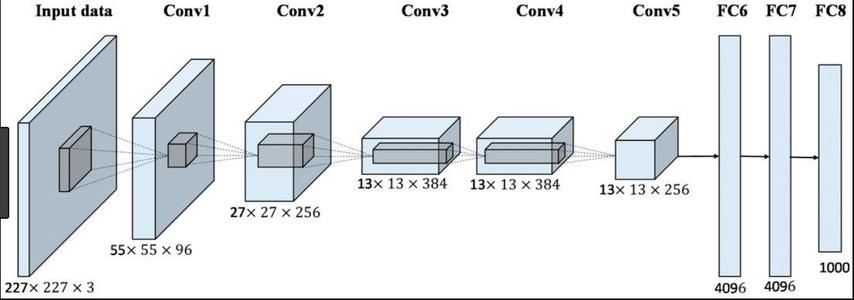 Input data Conv1 Conv2 Conv3 Conv4 Conv5 FC6 FC7 FC8
13× 13 × 384 13× 13 × 384 13× 13 × 256
27× 27 × 256
55× 55 × 96
1000
227× 227 × 3 4096 4096